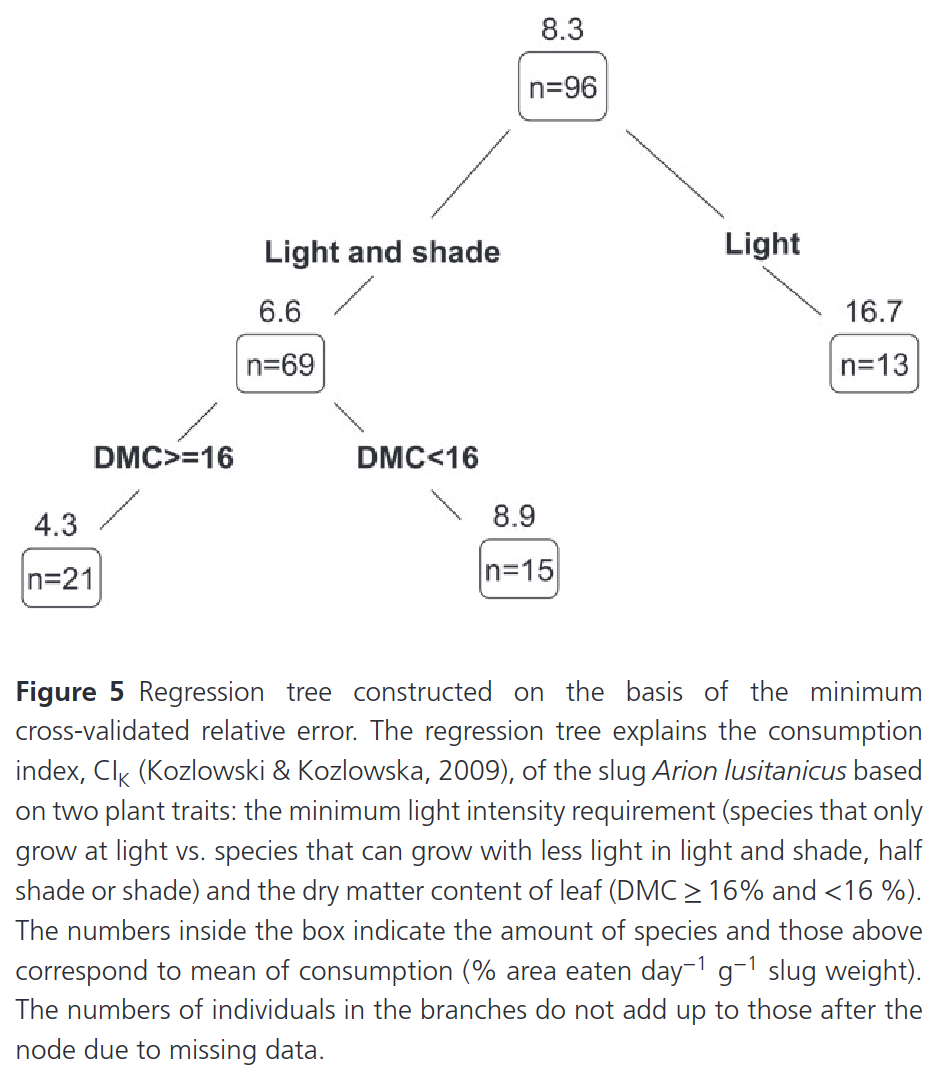 8.3
n=96
Light and shade
Light
6.6
n=69
16.7
n=13
DMC>=16
DMC<16
4.3
n=21
8.9
n=15
Figure 5 Regression tree constructed on the basis of the minimum
cross-validated relative error. The regression tree explains the consumption
index, CI_K (Kozlowski & Kozlowska, 2009), of the slug Arion lusitanicus based
on two plant traits: the minimum light intensity requirement (species that only
grow at light vs. species that can grow with less light in light and shade, half
shade or shade) and the dry matter content of leaf (DMC ≥ 16% and <16 %).
The numbers inside the box indicate the amount of species and those above
correspond to mean of consumption (% area eaten day⁻¹ g⁻¹ slug weight).
The numbers of individuals in the branches do not add up to those after the
node due to missing data.